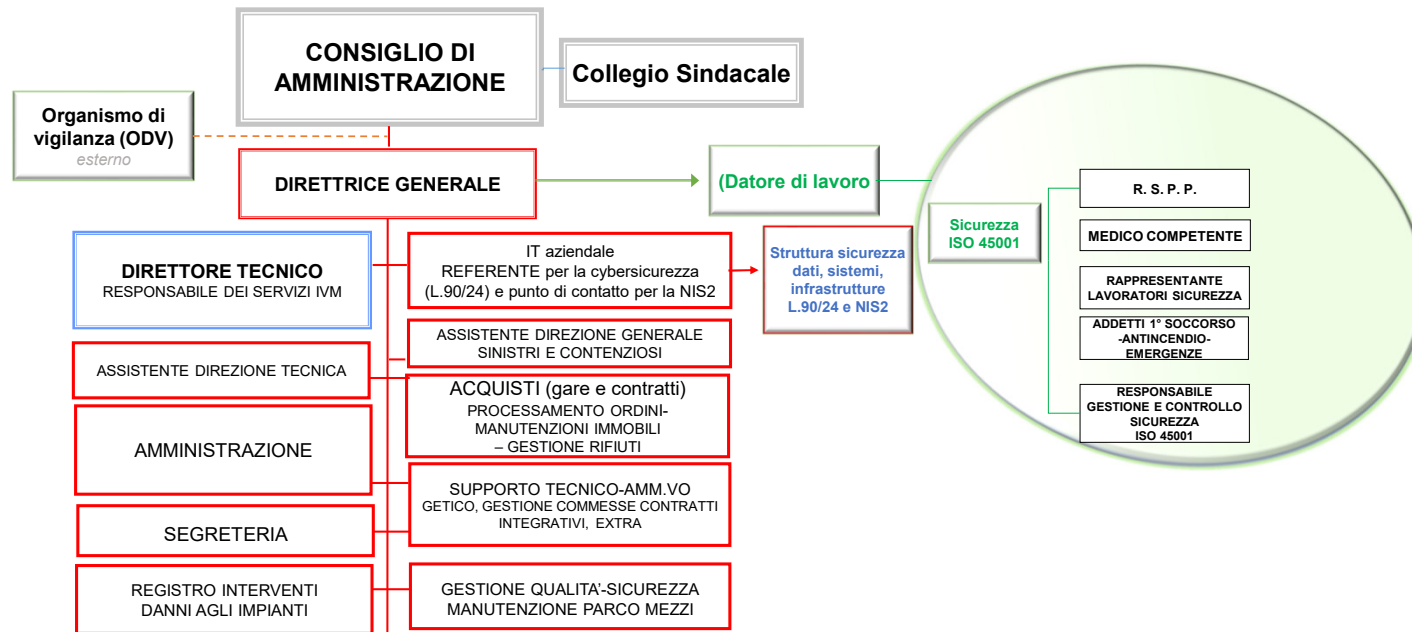 CONSIGLIO DI
AMMINISTRAZIONE
Collegio Sindacale
Organismo di
vigilanza (ODV)
esterno
DIRETTRICE GENERALE
(Datore di lavoro
Sicurezza
ISO 45001
R. S. P. P.
MEDICO COMPETENTE
RAPPRESENTANTE
LAVORATORI SICUREZZA
ADDETTI 1° SOCCORSO
-ANTINCENDIO-
EMERGENZE
RESPONSABILE
GESTIONE E CONTROLLO
SICUREZZA
ISO 45001
DIRETTORE TECNICO
RESPONSABILE DEI SERVIZI IVM
IT aziendale
REFERENTE per la cybersicurezza
(L.90/24) e punto di contatto per la NIS2
Struttura sicurezza
dati, sistemi,
infrastrutture
L.90/24 e NIS2
ASSISTENTE DIREZIONE GENERALE
SINISTRI E CONTENZIOSI
ASSISTENTE DIREZIONE TECNICA
ACQUISTI (gare e contratti)
PROCESSAMENTO ORDINI-
MANUTENZIONI IMMOBILI
– GESTIONE RIFIUTI
AMMINISTRAZIONE
SUPPORTO TECNICO-AMM.VO
GETICO, GESTIONE COMMESSE CONTRATTI
INTEGRATIVI, EXTRA
SEGRETERIA
REGISTRO INTERVENTI
DANNI AGLI IMPIANTI
GESTIONE QUALITA’-SICUREZZA
MANUTENZIONE PARCO MEZZI